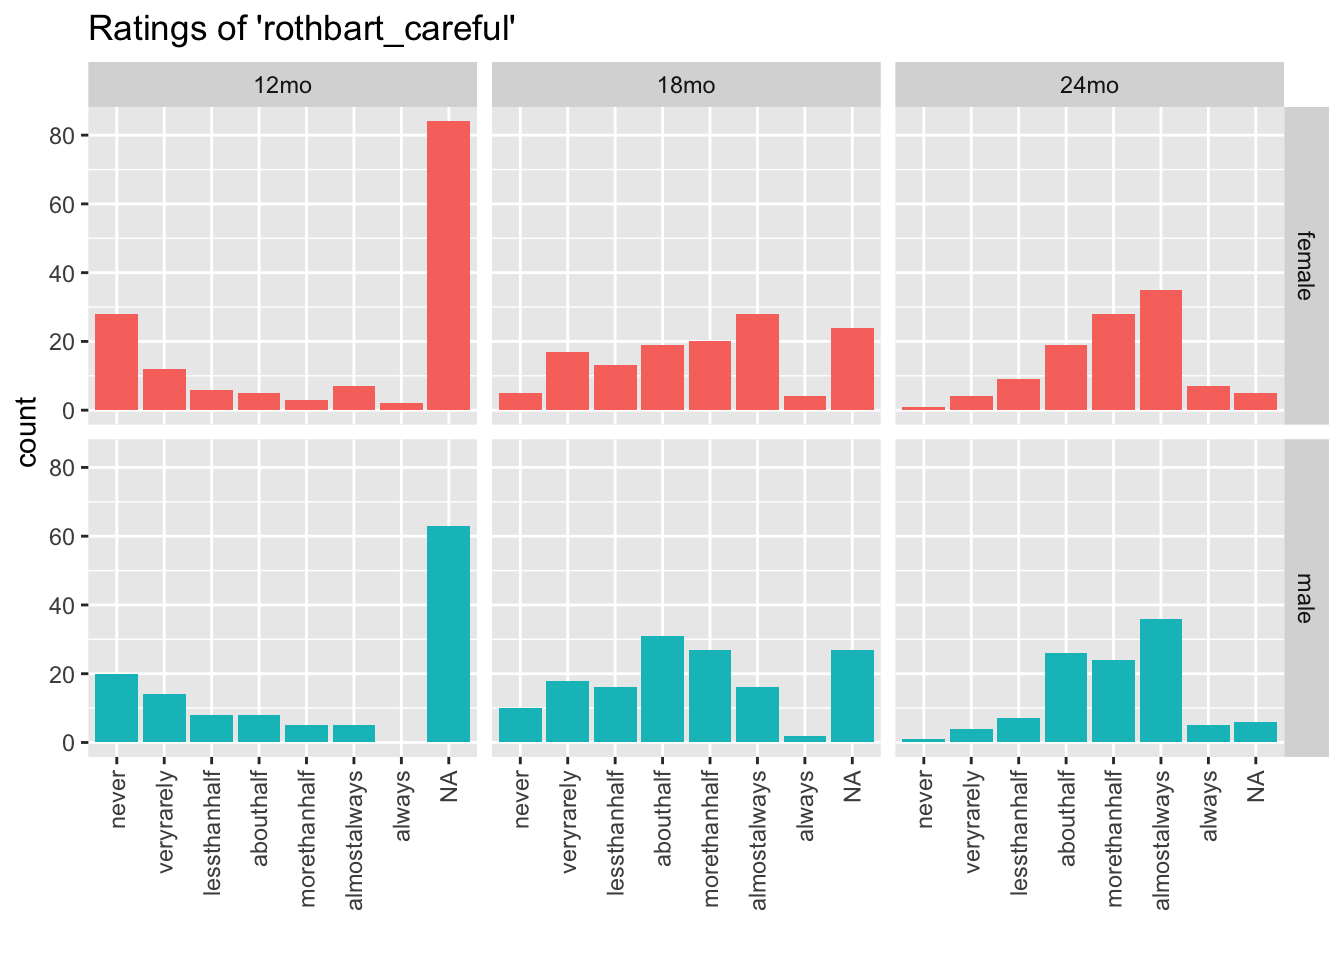 Ratings of 'rothbart_careful'
12mo 18mo 24mo
80
60
40
20
0
female
count
80
60
40
20
0
male
never veryrarely lessthanhalf abouthalf morethanhalf almostalways always NA
never veryrarely lessthanhalf abouthalf morethanhalf almostalways always NA
never veryrarely lessthanhalf abouthalf morethanhalf almostalways always NA